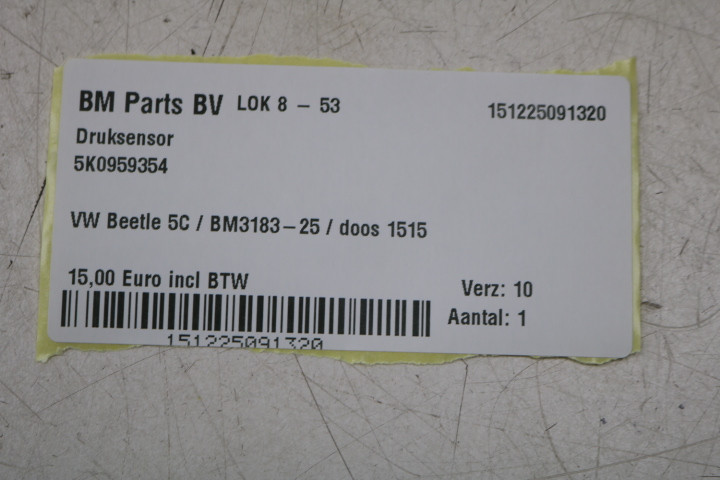 BM Parts BV LOK 8 - 53
151225091320
Druksensor
5K0959354
VW Beetle 5C / BM3183-25 / doos 1515
15,00 Euro incl BTW
Verz: 10
Aantal: 1
151225091320